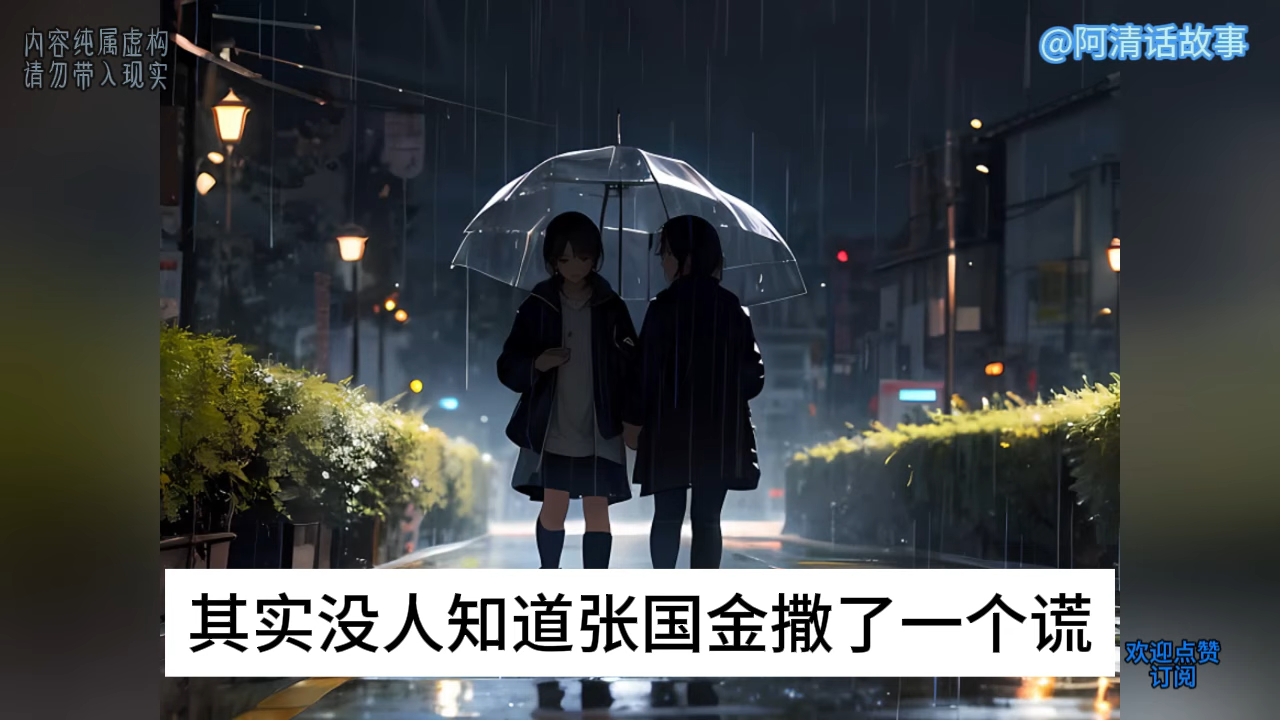 内容纯属虚构
请勿带入现实
@阿清话故事
其实没人知道张国金撒了一个谎
欢迎点赞
订阅